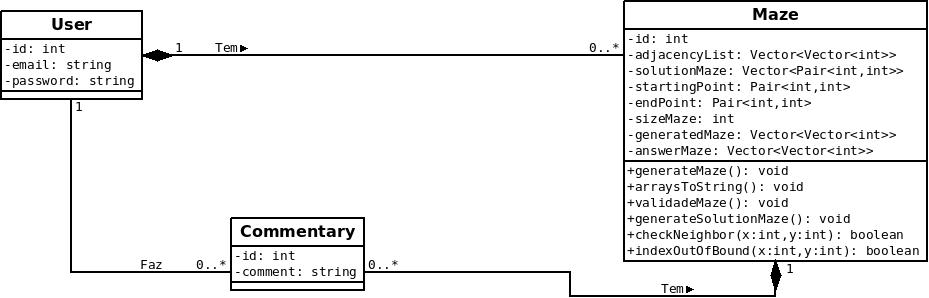 User
-id: int
-email: string
-password: string
1
Tem
0..*
Maze
-id: int
-adjacencyList: Vector<Vector<int>>
-solutionMaze: Vector<Pair<int,int>>
-startingPoint: Pair<int,int>
-endPoint: Pair<int,int>
-sizeMaze: int
-generatedMaze: Vector<Vector<int>>
-answerMaze: Vector<Vector<int>>
+generateMaze(): void
+arraysToString(): void
+validadeMaze(): void
+generateSolutionMaze(): void
+checkNeighbor(x:int,y:int): boolean
+indexOutOfBound(x:int,y:int): boolean
1
Faz
0..*
Commentary
-id: int
-comment: string
0..*
Tem
1